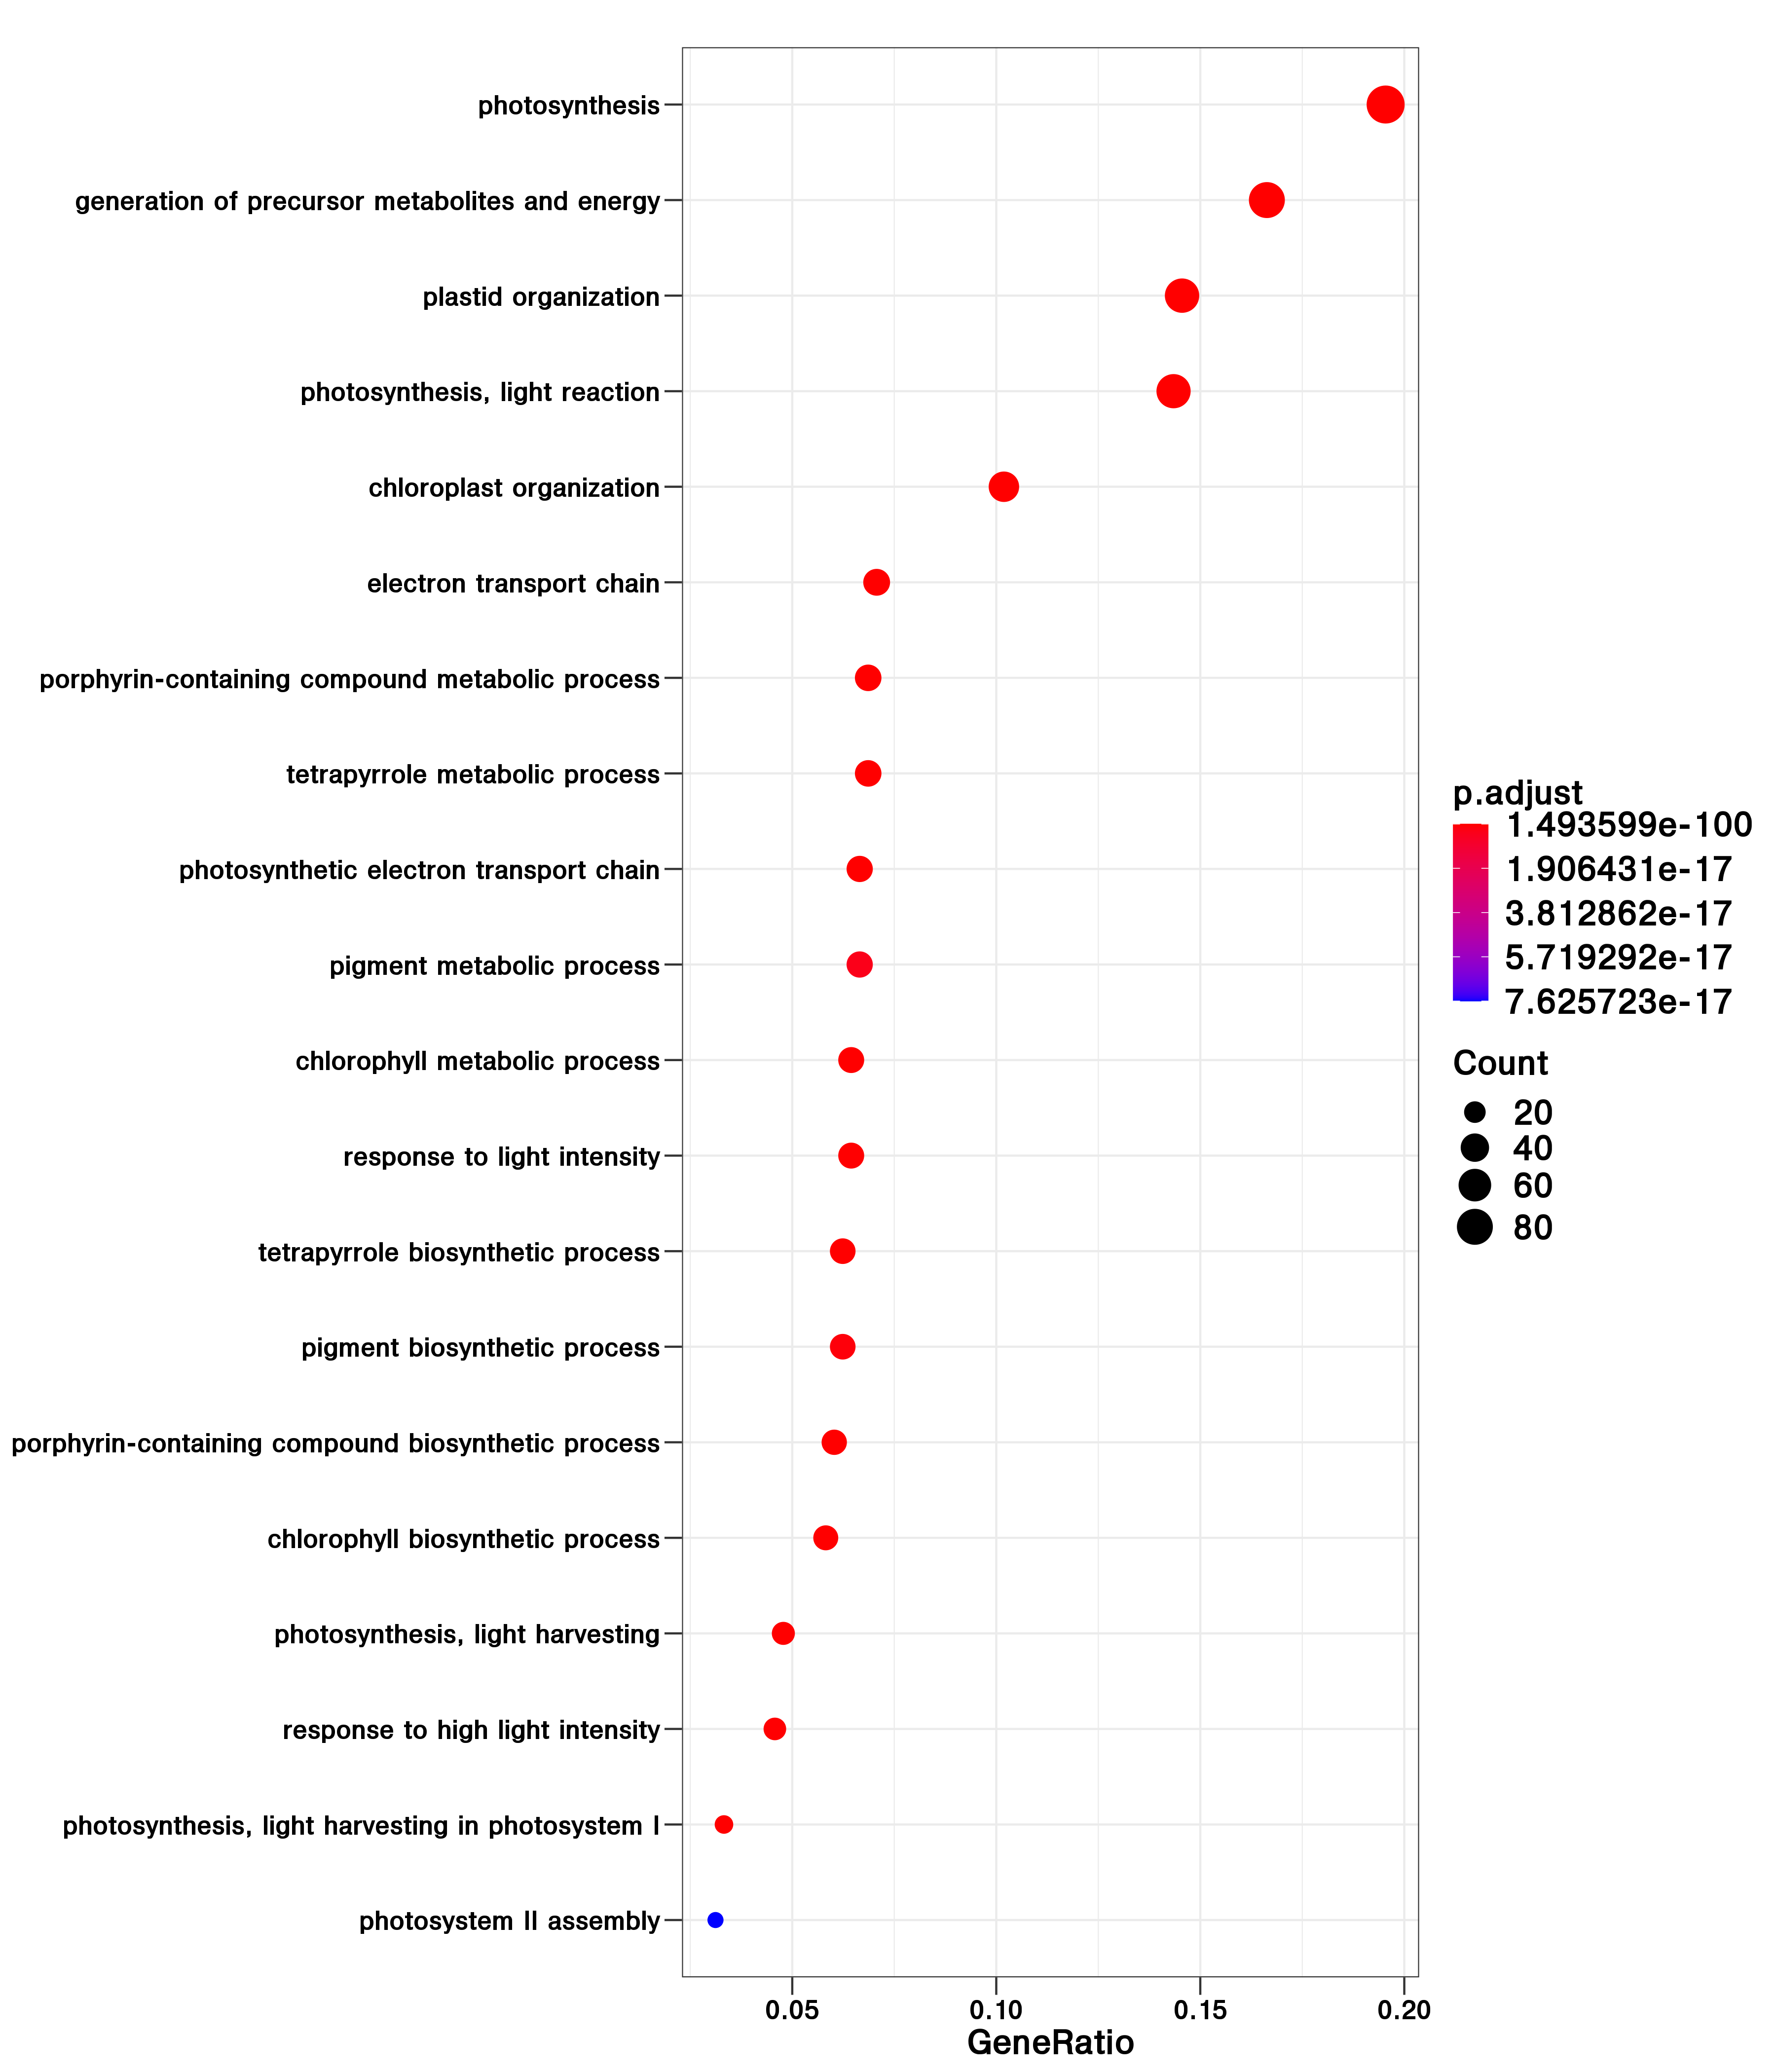 photosynthesis
generation of precursor metabolites and energy
plastid organization
photosynthesis, light reaction
chloroplast organization
electron transport chain
porphyrin-containing compound metabolic process
tetrapyrrole metabolic process
photosynthetic electron transport chain
pigment metabolic process
chlorophyll metabolic process
response to light intensity
tetrapyrrole biosynthetic process
pigment biosynthetic process
porphyrin-containing compound biosynthetic process
chlorophyll biosynthetic process
photosynthesis, light harvesting
response to high light intensity
photosynthesis, light harvesting in photosystem I
photosystem II assembly
0.05 0.10 0.15 0.20
GeneRatio
p.adjust
1.493599e-100
1.906431e-17
3.812862e-17
5.719292e-17
7.625723e-17
Count
20
40
60
80